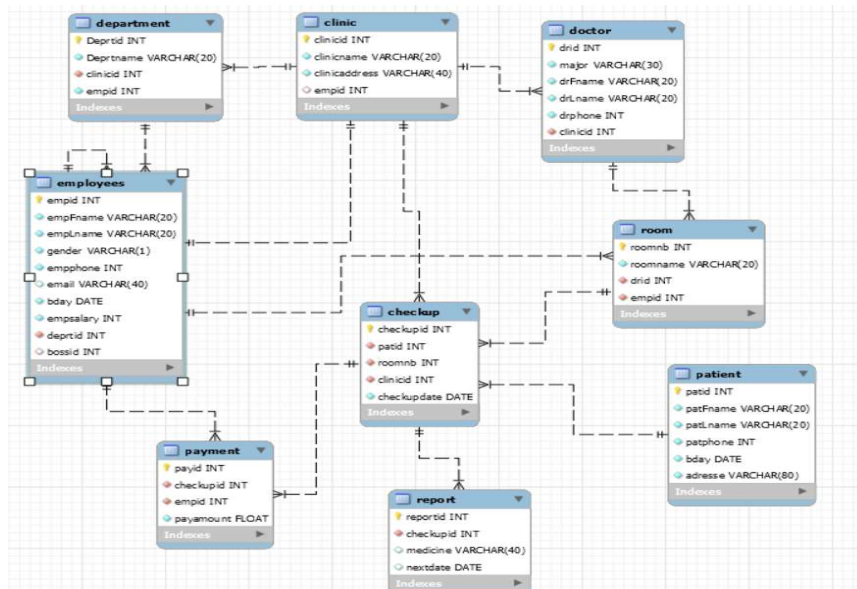 department
Deprtid INT
Deprtname VARCHAR(20)
clinicid INT
empid INT
Indexes
clinic
clinicid INT
clinicname VARCHAR(20)
clinicaddress VARCHAR(40)
empid INT
Indexes
doctor
drid INT
major VARCHAR(30)
drFname VARCHAR(20)
drLname VARCHAR(20)
drphone INT
clinicid INT
Indexes
employees
empid INT
empFname VARCHAR(20)
empLname VARCHAR(20)
gender VARCHAR(1)
empphone INT
email VARCHAR(40)
bday DATE
empsalary INT
deprtid INT
bossid INT
Indexes
room
roomnb INT
roomname VARCHAR(20)
drid INT
empid INT
Indexes
checkup
checkupid INT
patid INT
roomnb INT
clinicid INT
checkupdate DATE
Indexes
patient
patid INT
patFname VARCHAR(20)
patLname VARCHAR(20)
patphone INT
bday DATE
adresse VARCHAR(80)
Indexes
payment
payid INT
checkupid INT
empid INT
payamount FLOAT
Indexes
report
reportid INT
checkupid INT
medicine VARCHAR(40)
nextdate DATE
Indexes